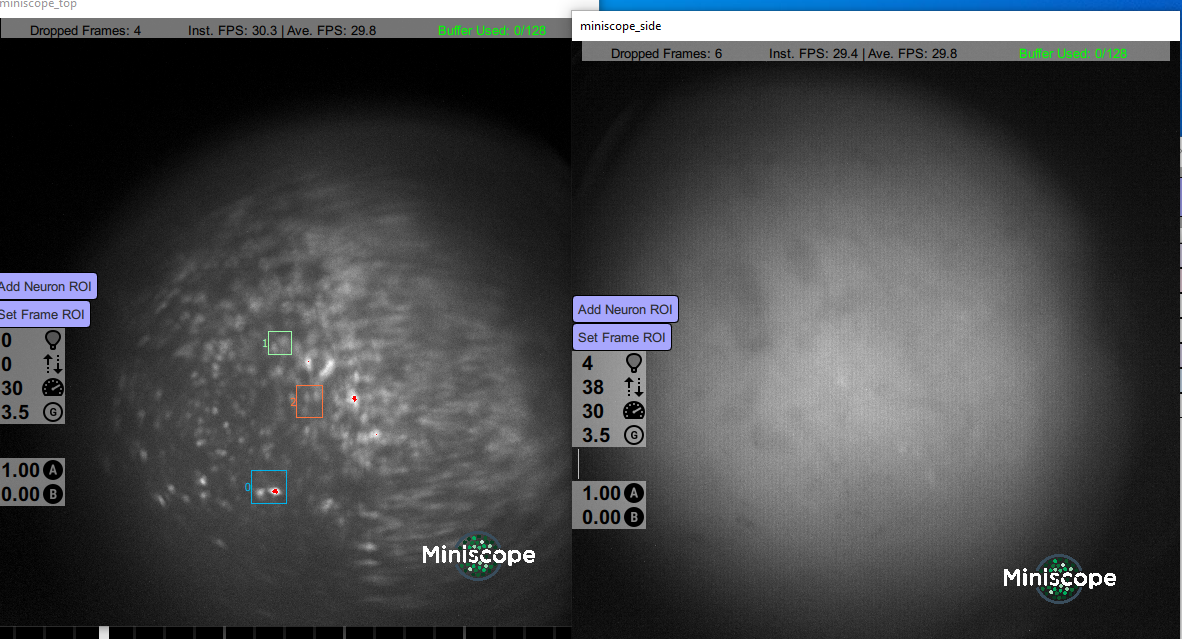 miniscope_top
Dropped Frames: 4 Inst. FPS: 30.3 | Ave. FPS: 29.8 Buffer Used: 0/128
Add Neuron ROI
Set Frame ROI
0
0
30
3.5 G
1.00 A
0.00 B
1
2
0
Miniscope
miniscope_side
Dropped Frames: 6 Inst. FPS: 29.4 | Ave. FPS: 29.8 Buffer Used: 0/128
Add Neuron ROI
Set Frame ROI
4
38
30
3.5 G
1.00 A
0.00 B
Miniscope